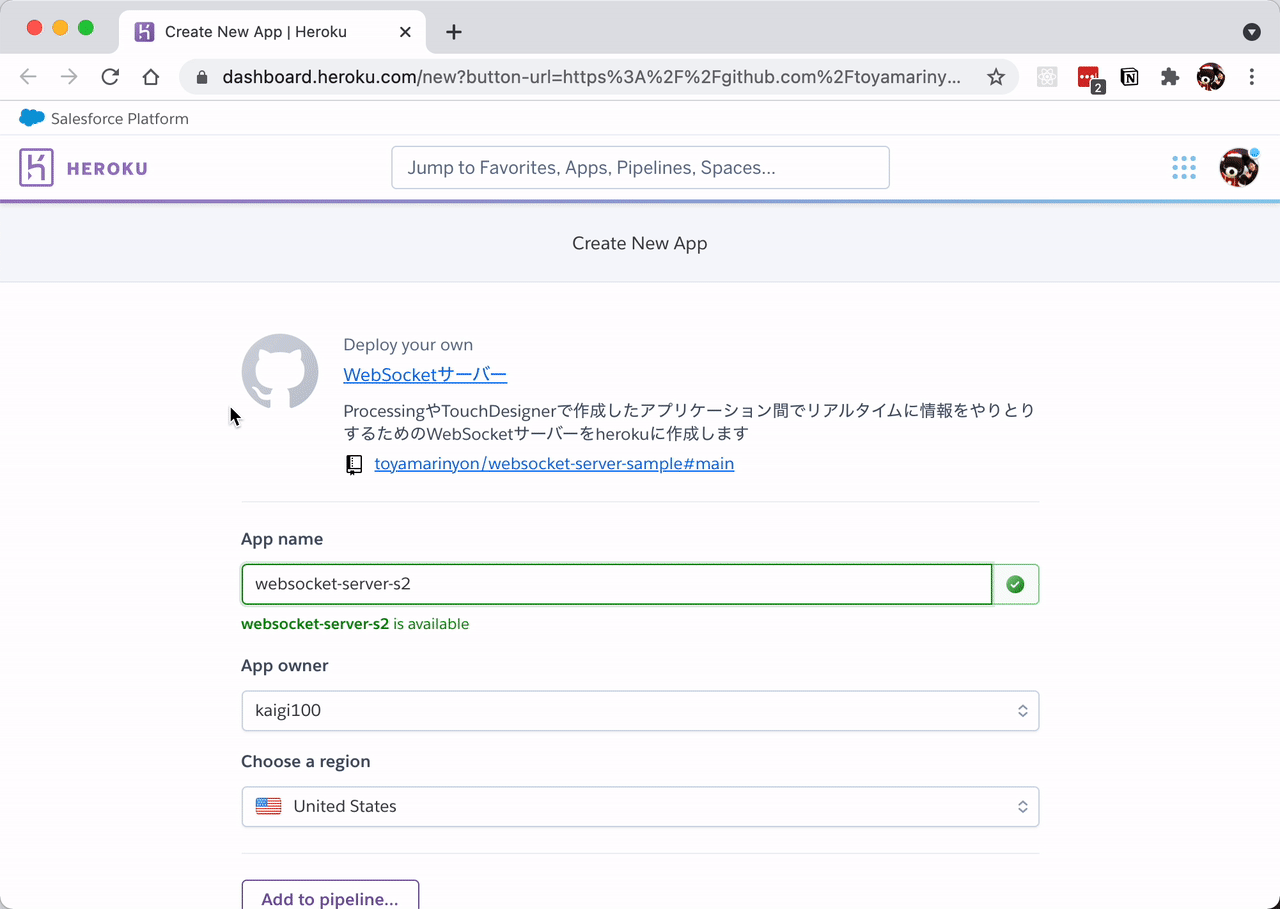 Create New App | Heroku
dashboard.heroku.com/new?button-url=https%3A%2F%2Fgithub.com%2Ftoyamariny...
2
Salesforce Platform
HEROKU
Jump to Favorites, Apps, Pipelines, Spaces...
Create New App
Deploy your own
WebSocketサーバー
ProcessingやTouchDesignerで作成したアプリケーション間でリアルタイムに情報をやりとり
するためのWebSocketサーバーをherokuに作成します
toyamarinyon/websocket-server-sample#main
App name
websocket-server-s2
websocket-server-s2 is available
App owner
kaigi100
Choose a region
United States
Add to pipeline...